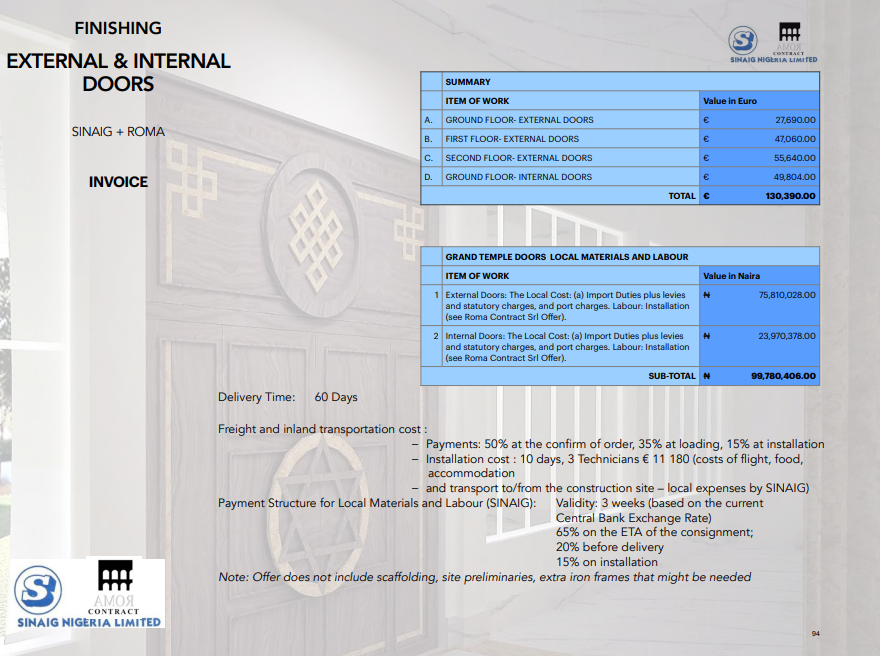 FINISHING
EXTERNAL & INTERNAL
DOORS
SINAIG + ROMA
INVOICE
S
AMOЯ
CONTRACT
SINAIG NIGERIA LIMITED
SUMMARY
ITEM OF WORK Value in Euro
A. GROUND FLOOR- EXTERNAL DOORS € 27,690.00
B. FIRST FLOOR- EXTERNAL DOORS € 47,060.00
C. SECOND FLOOR- EXTERNAL DOORS € 55,640.00
D. GROUND FLOOR- INTERNAL DOORS € 49,804.00
TOTAL € 130,390.00
GRAND TEMPLE DOORS LOCAL MATERIALS AND LABOUR
ITEM OF WORK Value in Naira
1 External Doors: The Local Cost: (a) Import Duties plus levies ₦ 75,810,028.00
and statutory charges, and port charges. Labour: Installation
(see Roma Contract Srl Offer).
2 Internal Doors: The Local Cost: (a) Import Duties plus levies ₦ 23,970,378.00
and statutory charges, and port charges. Labour: Installation
(see Roma Contract Srl Offer).
SUB-TOTAL ₦ 99,780,406.00
Delivery Time: 60 Days
Freight and inland transportation cost :
– Payments: 50% at the confirm of order, 35% at loading, 15% at installation
– Installation cost : 10 days, 3 Technicians € 11 180 (costs of flight, food,
accommodation
– and transport to/from the construction site – local expenses by SINAIG)
Payment Structure for Local Materials and Labour (SINAIG): Validity: 3 weeks (based on the current
Central Bank Exchange Rate)
65% on the ETA of the consignment;
20% before delivery
15% on installation
Note: Offer does not include scaffolding, site preliminaries, extra iron frames that might be needed
S
AMOЯ
CONTRACT
SINAIG NIGERIA LIMITED
94